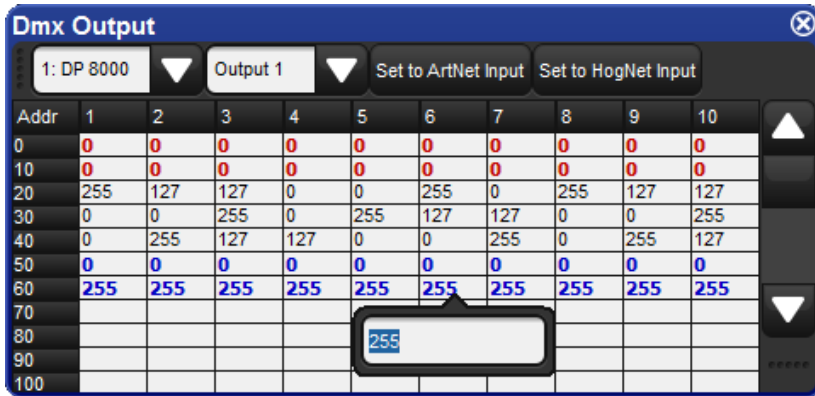 Dmx Output
1: DP 8000 Output 1 Set to ArtNet Input Set to HogNet Input
Addr 1 2 3 4 5 6 7 8 9 10
0 0 0 0 0 0 0 0 0 0 0
10 0 0 0 0 0 0 0 0 0 0
20 255 127 127 0 0 255 0 255 127 127
30 0 0 255 0 255 127 127 0 0 255
40 0 255 127 127 0 0 255 0 255 127
50 0 0 0 0 0 0 0 0 0 0
60 255 255 255 255 255 255 255 255 255 255
70
80 255
90
100